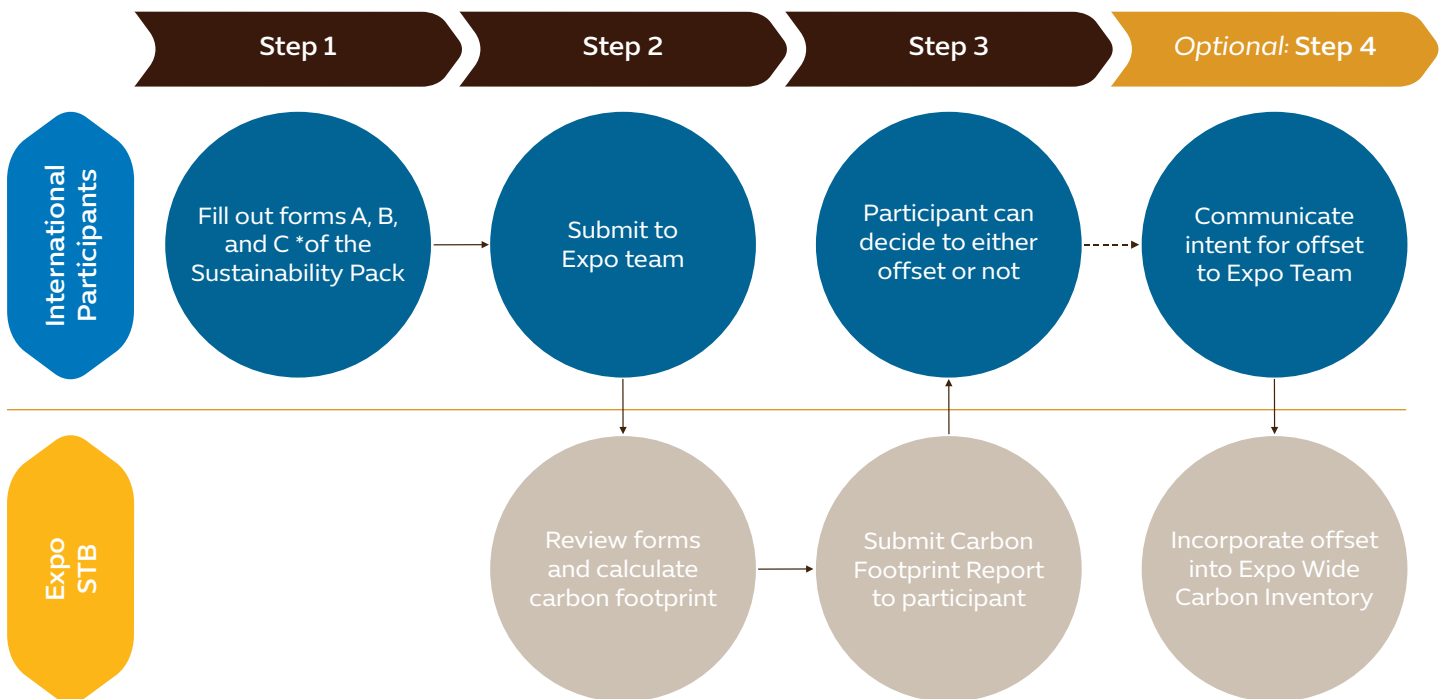 Step 1
Step 2
Step 3
Optional: Step 4
International
Participants
Fill out forms A, B,
and C *of the
Sustainability Pack
Submit to
Expo team
Participant can
decide to either
offset or not
Communicate
intent for offset
to Expo Team
Expo
STB
Review forms
and calculate
carbon footprint
Submit Carbon
Footprint Report
to participant
Incorporate offset
into Expo Wide
Carbon Inventory